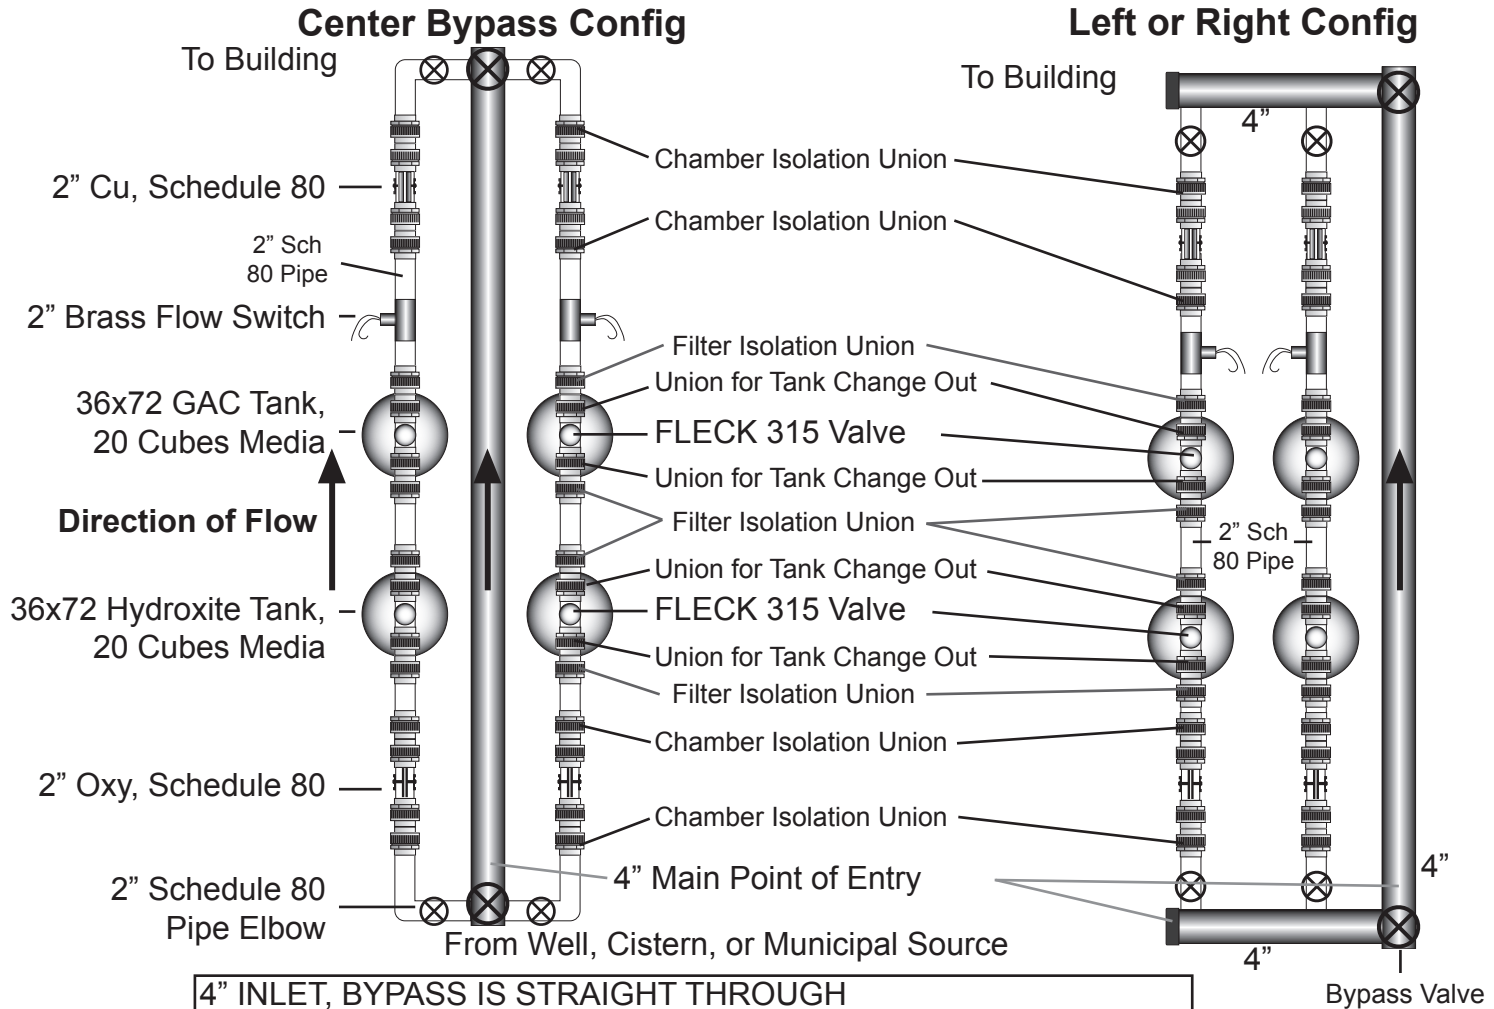 Center Bypass Config
Left or Right Config
To Building
To Building
4”
Chamber Isolation Union
2” Cu, Schedule 80
Chamber Isolation Union
2” Sch
80 Pipe
2” Brass Flow Switch
Filter Isolation Union
Union for Tank Change Out
36x72 GAC Tank,
20 Cubes Media
FLECK 315 Valve
Union for Tank Change Out
Direction of Flow
Filter Isolation Union
2” Sch
80 Pipe
Union for Tank Change Out
36x72 Hydroxite Tank,
20 Cubes Media
FLECK 315 Valve
Union for Tank Change Out
Filter Isolation Union
Chamber Isolation Union
2” Oxy, Schedule 80
Chamber Isolation Union
4” Main Point of Entry
4”
2” Schedule 80
Pipe Elbow
From Well, Cistern, or Municipal Source
4”
4” INLET, BYPASS IS STRAIGHT THROUGH
Bypass Valve